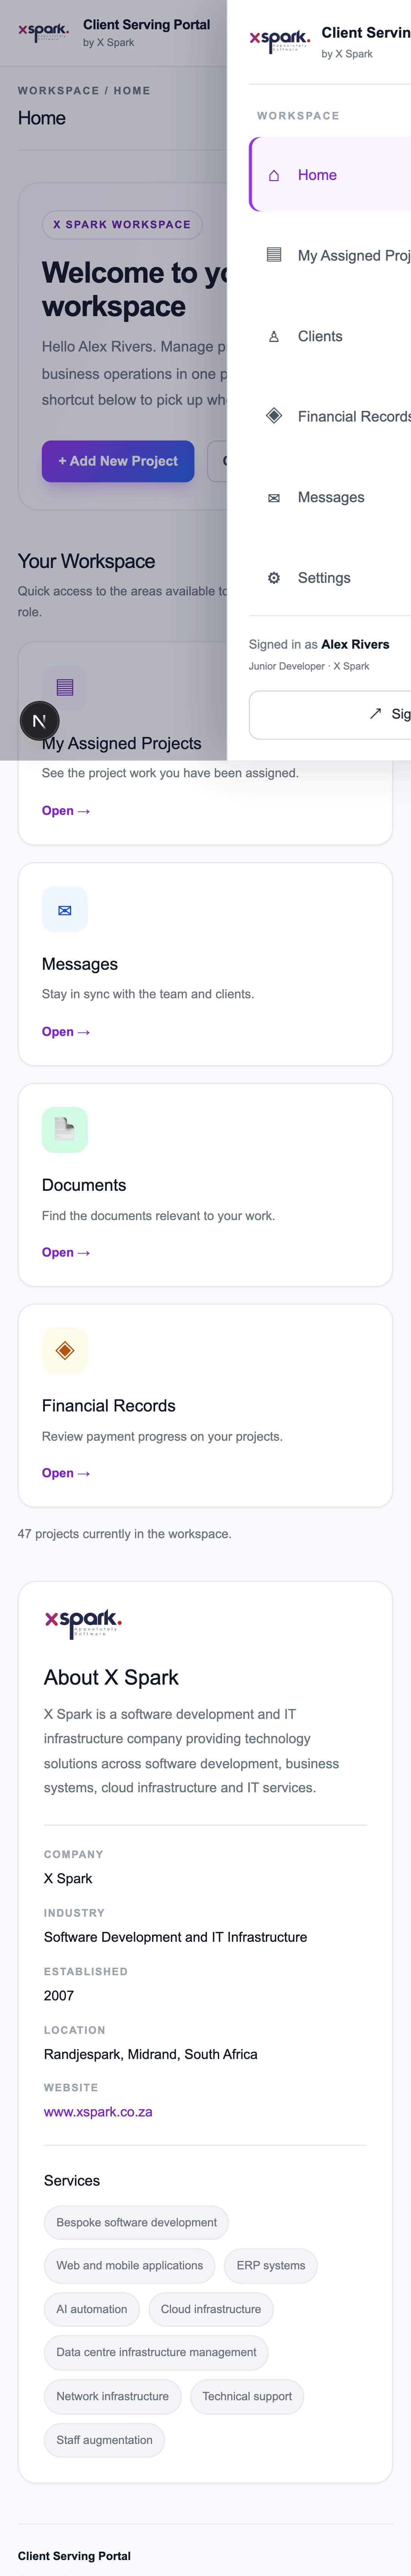 xspark.
Client Serving Portal
by X Spark
WORKSPACE / HOME
Home
X SPARK WORKSPACE
Welcome to yo
workspace
Hello Alex Rivers. Manage p
business operations in one p
shortcut below to pick up wh
+ Add New Project
Your Workspace
Quick access to the areas available to
role.
N
My Assigned Projects
See the project work you have been assigned.
Open →
xspark.
Appsolutely
Software
Client Servin
by X Spark
WORKSPACE
Home
My Assigned Proj
Clients
Financial Records
Messages
Settings
Signed in as Alex Rivers
Junior Developer · X Spark
↗ Sig
Messages
Stay in sync with the team and clients.
Open →
Documents
Find the documents relevant to your work.
Open →
Financial Records
Review payment progress on your projects.
Open →
47 projects currently in the workspace.
xspark.
Appsolutely
Software
About X Spark
X Spark is a software development and IT
infrastructure company providing technology
solutions across software development, business
systems, cloud infrastructure and IT services.
COMPANY
X Spark
INDUSTRY
Software Development and IT Infrastructure
ESTABLISHED
2007
LOCATION
Randjespark, Midrand, South Africa
WEBSITE
www.xspark.co.za
Services
Bespoke software development
Web and mobile applications
ERP systems
AI automation
Cloud infrastructure
Data centre infrastructure management
Network infrastructure
Technical support
Staff augmentation
Client Serving Portal